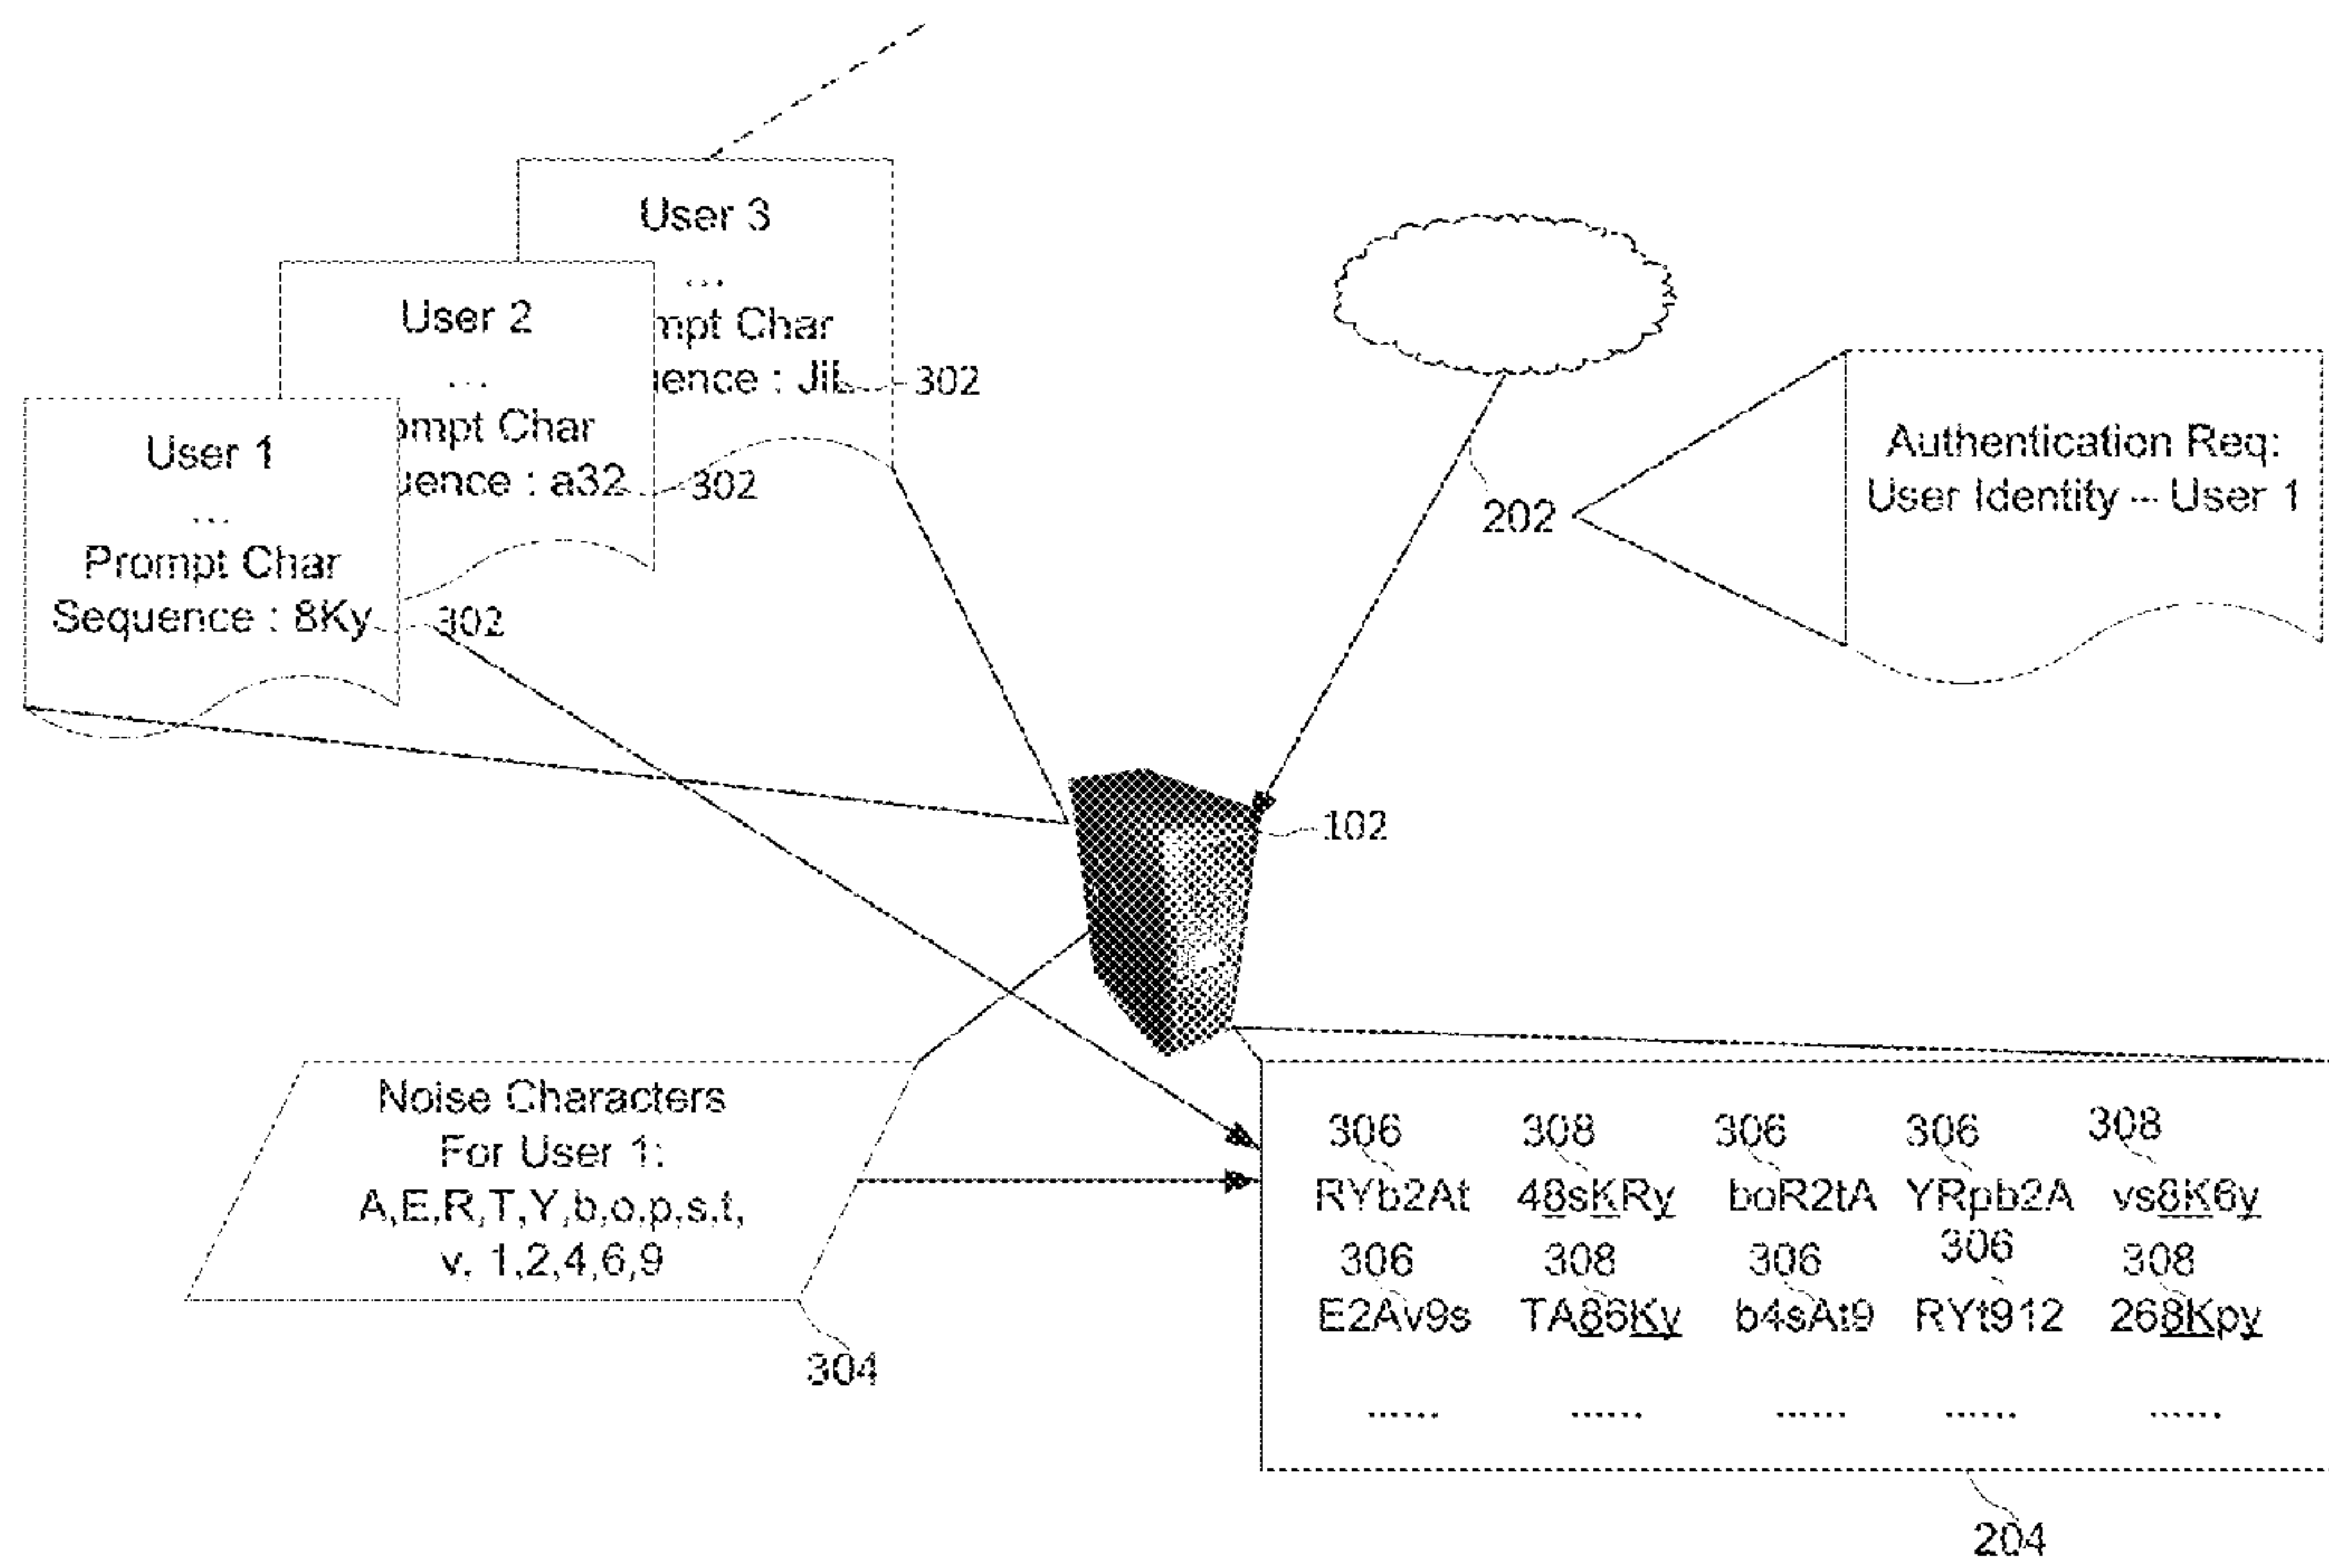 User 3
...
mpt Char
ience : JiL
302
User 2
...
ompt Char
uence : a32
302
User 1
...
Prompt Char
Sequence : 8Ky
302
202
Authentication Req:
User Identity -- User 1
102
Noise Characters
For User 1:
A,E,R,T,Y,b,o,p,s,t,
v, 1,2,4,6,9
304
306 308 306 306 308
RYb2At 48sKRy boR2tA YRpb2A vs8K6y
306 308 306 306 308
E2Av9s TA86Ky b4sAt9 RYt912 268Kpy
...... ...... ...... ...... ......
204